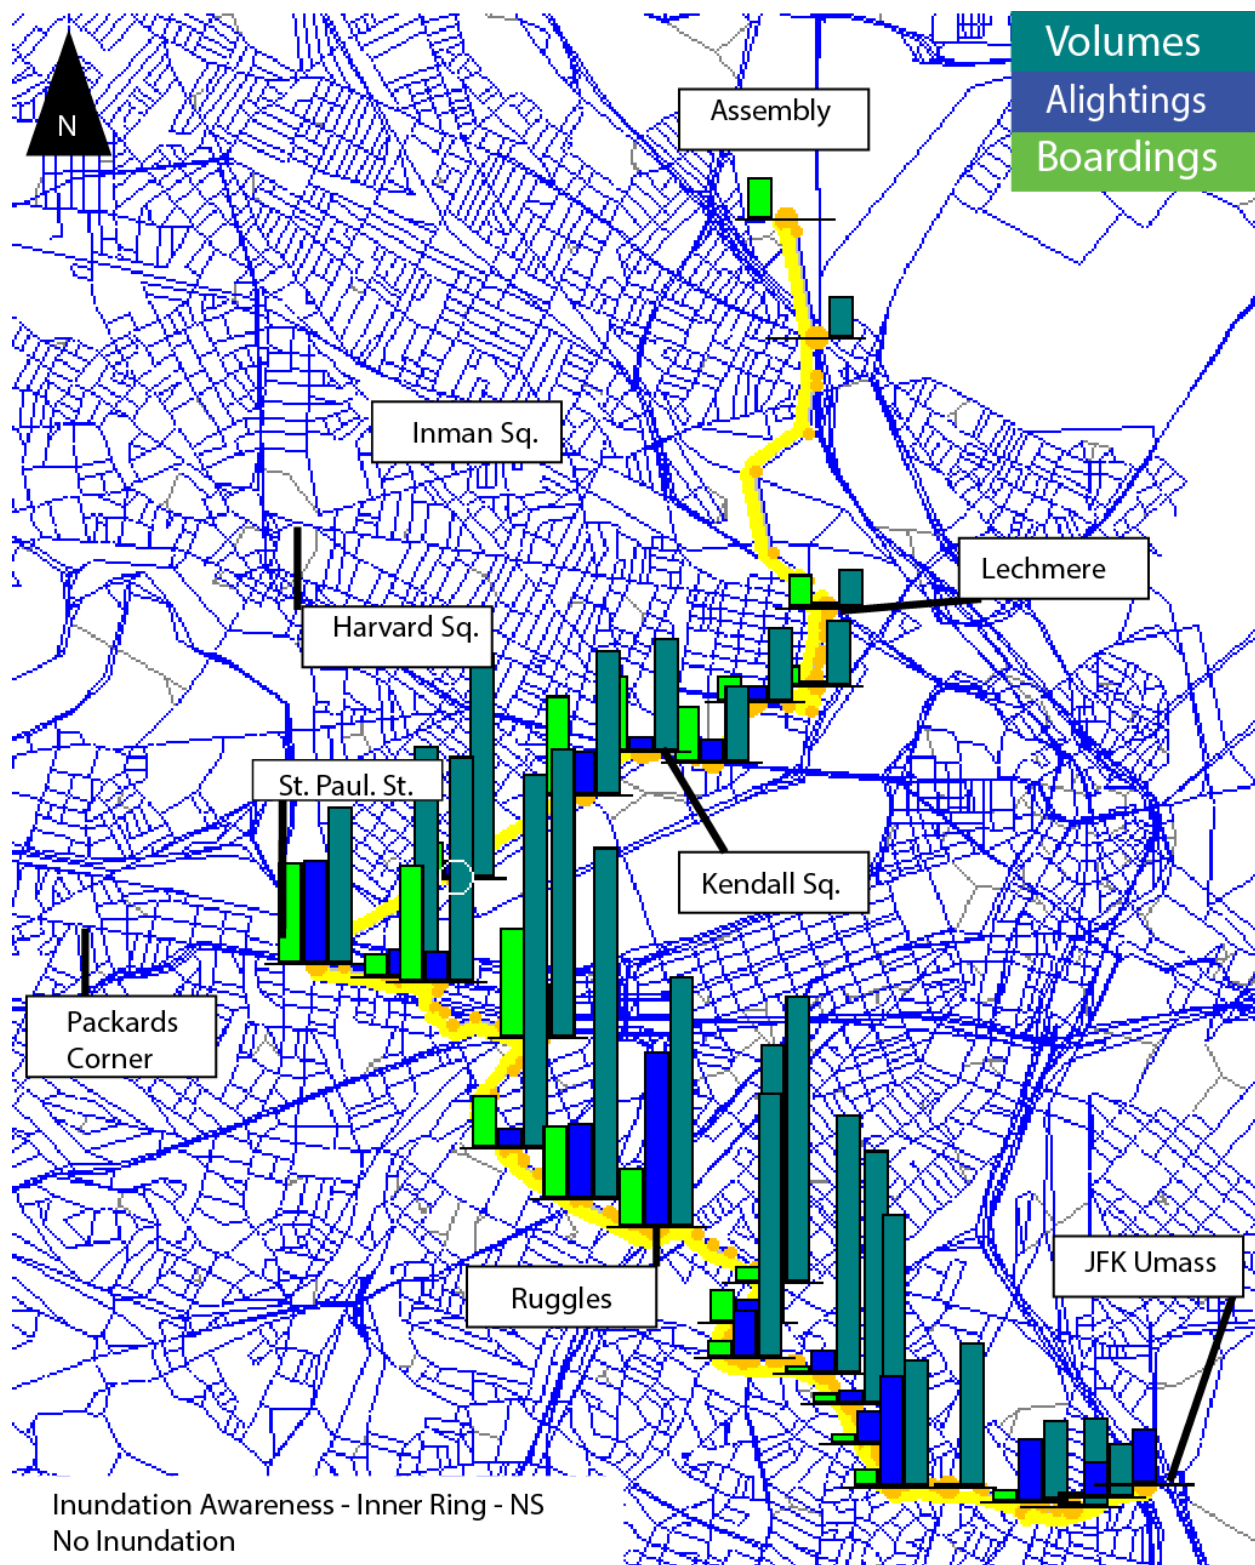 Volumes
Alightings
Boardings
N
Assembly
Inman Sq.
Lechmere
Harvard Sq.
St. Paul. St.
Kendall Sq.
Packards
Corner
JFK Umass
Ruggles
Inundation Awareness - Inner Ring - NS
No Inundation